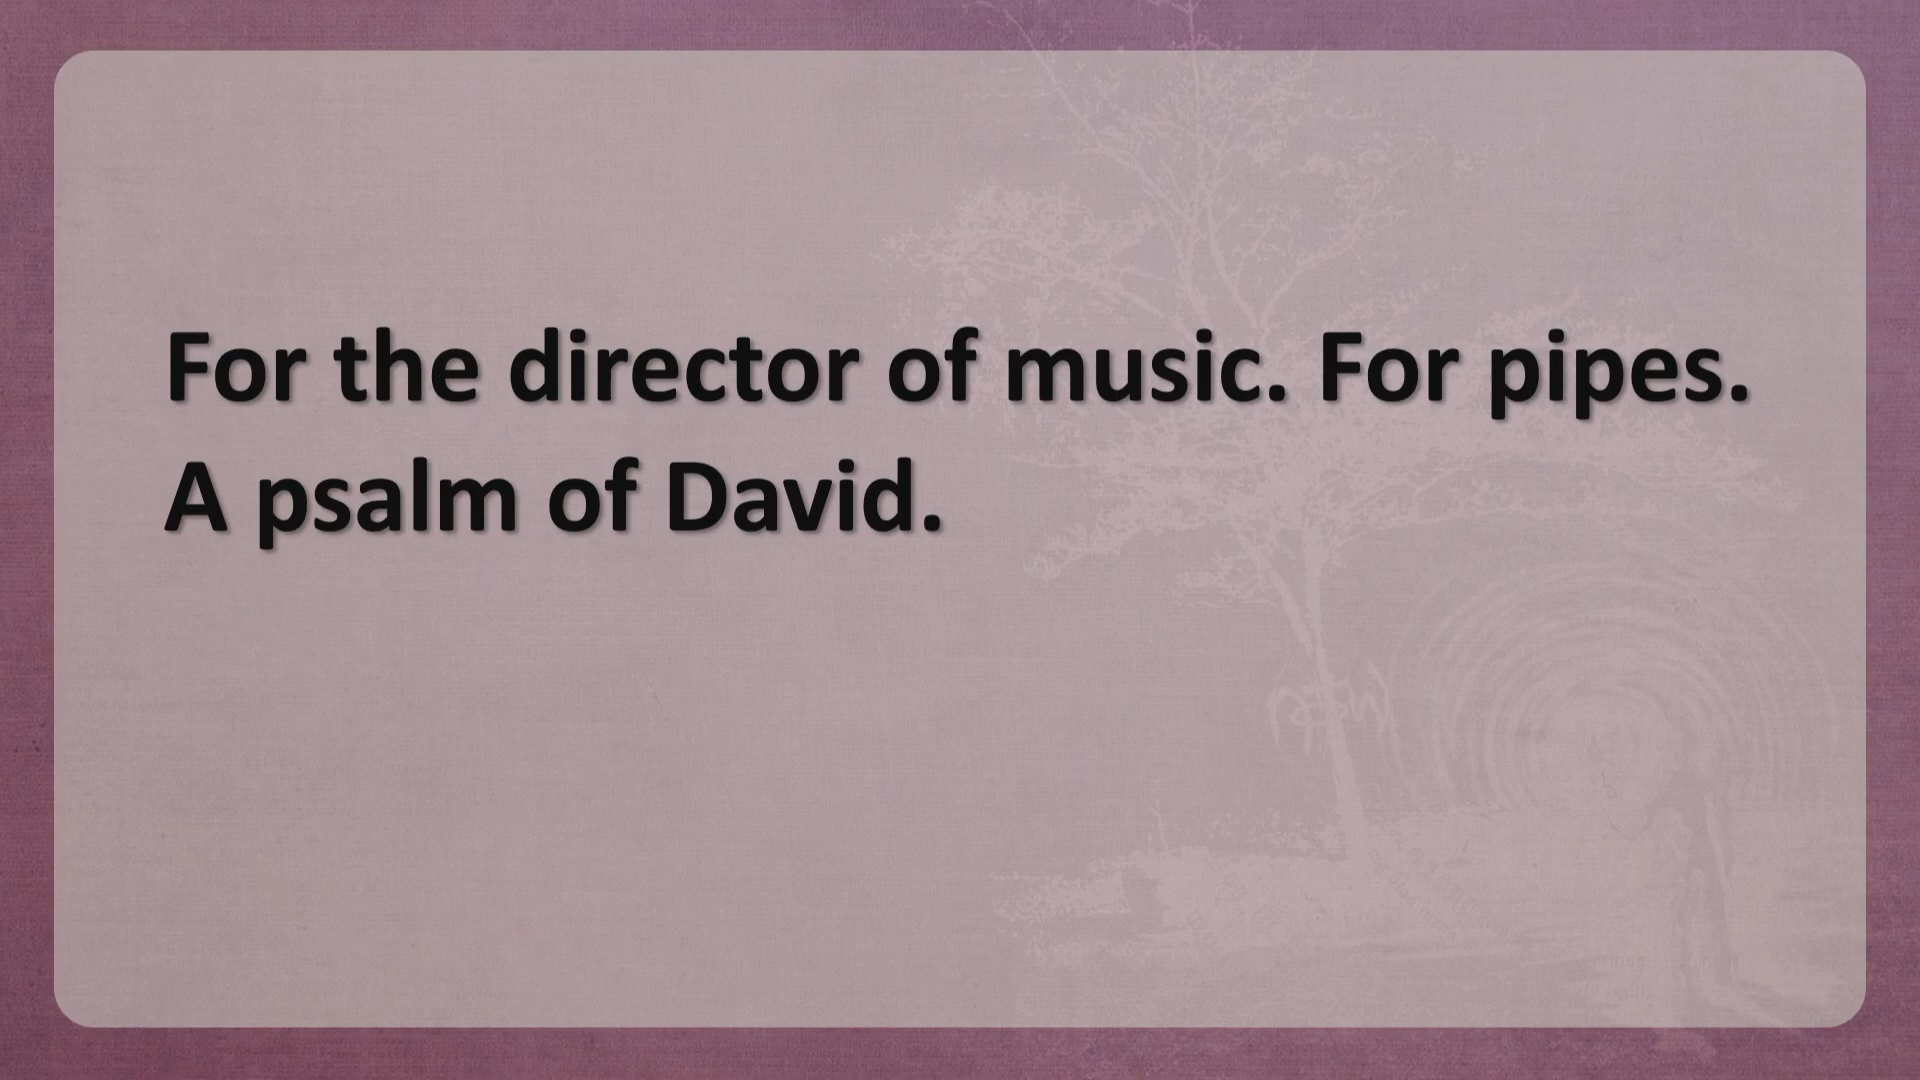 For the director of music. For pipes.
A psalm of David.